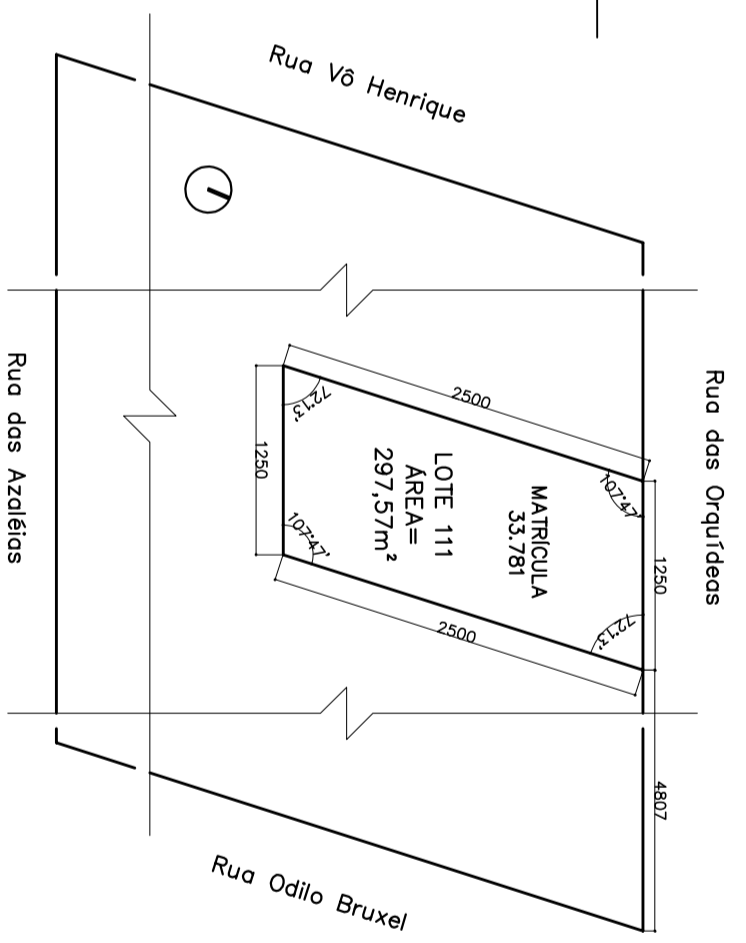 Rua Vô Henrique
Rua das Orquídeas
Rua das Azaléias
Rua Odilo Bruxel
MATRÍCULA
33.781
LOTE 111
ÁREA=
297,57m²
2500
2500
1250
1250
4807
107°47'
72°13'
72°13'
107°47'